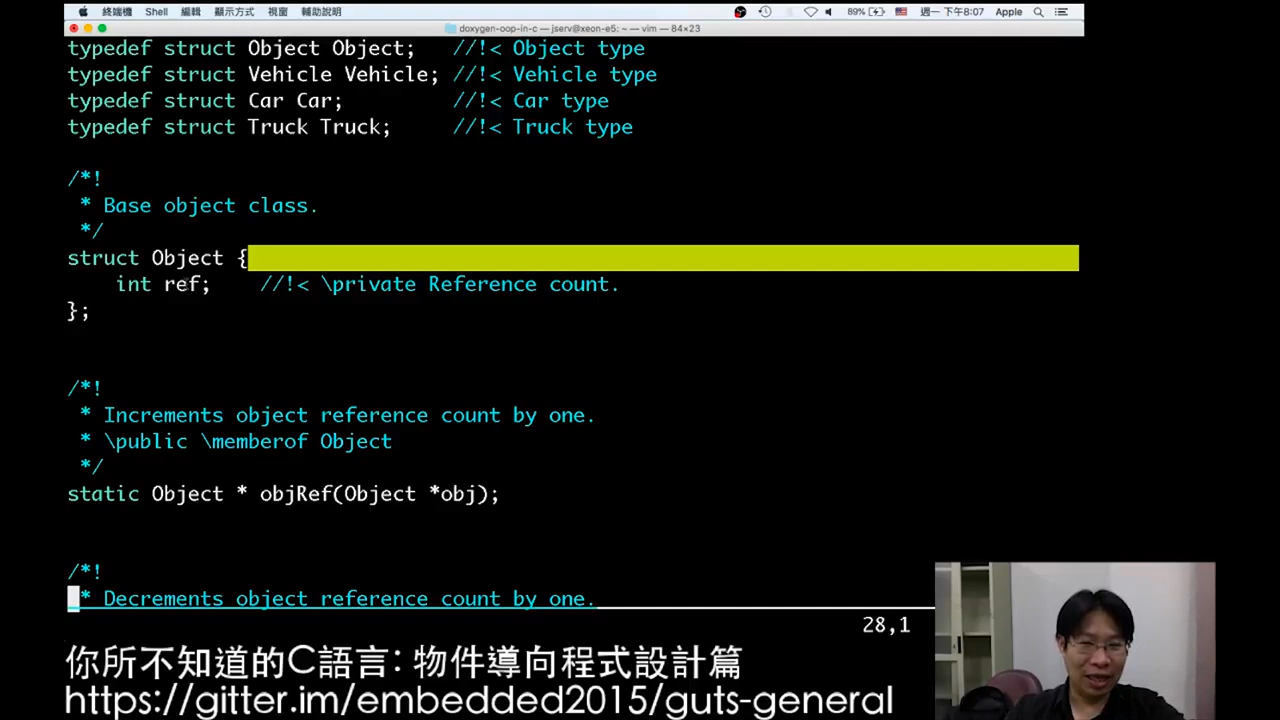 終端機 Shell 編輯 顯示方式 視窗 輔助說明 89% 週一 下午8:07 Apple
doxygen-oop-in-c — jserv@xeon-e5: ~ — vim — 84×23
typedef struct Object Object; //!< Object type
typedef struct Vehicle Vehicle; //!< Vehicle type
typedef struct Car Car; //!< Car type
typedef struct Truck Truck; //!< Truck type
/*!
* Base object class.
*/
struct Object {
int ref; //!< \private Reference count.
};
/*!
* Increments object reference count by one.
* \public \memberof Object
*/
static Object * objRef(Object *obj);
/*!
* Decrements object reference count by one.
28,1
你所不知道的C語言: 物件導向程式設計篇
https://gitter.im/embedded2015/guts-general